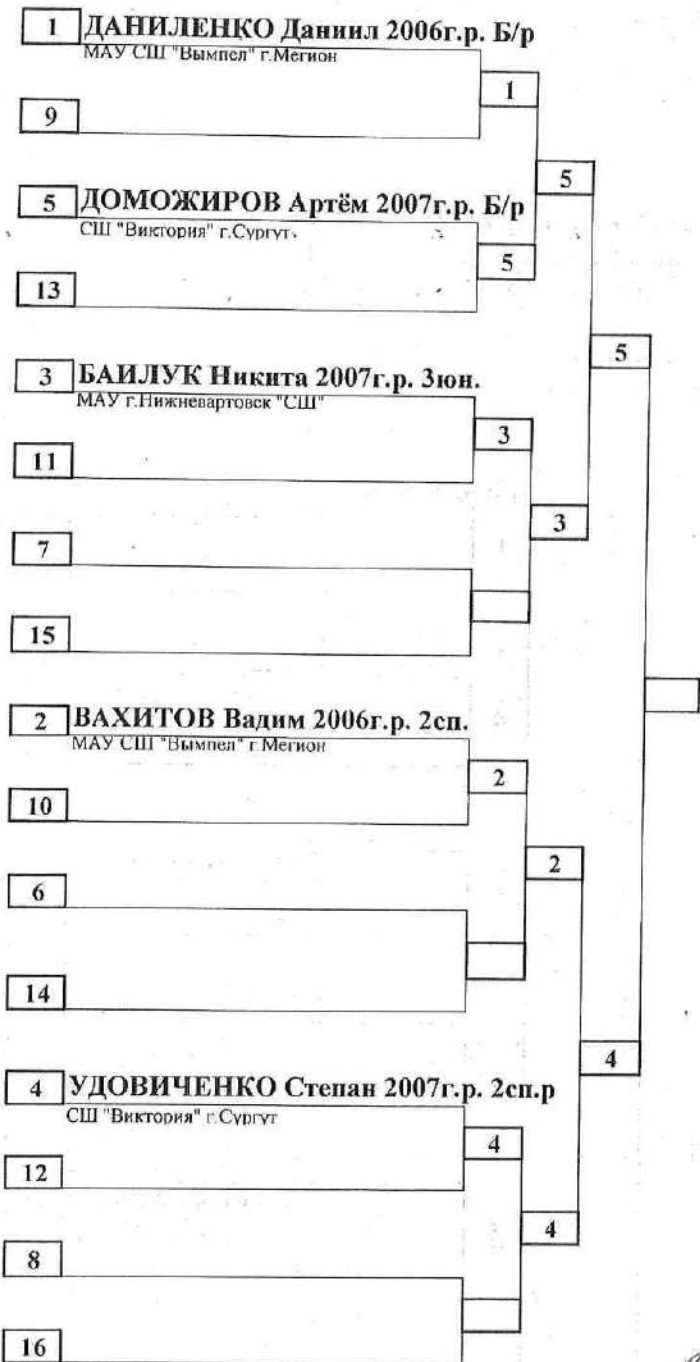 1 ДАНИЛЕНКО Даниил 2006г.р. Б/р
МАУ СШ "Вымпел" г.Мегион
1
9
5
5 ДОМОЖИРОВ Артём 2007г.р. Б/р
СШ "Виктория" г.Сургут
5
13
5
3 БАИЛУК Никита 2007г.р. 3юн.
МАУ г.Нижневартовск "СШ"
3
11
3
7
15
2 ВАХИТОВ Вадим 2006г.р. 2сп.
МАУ СШ "Вымпел" г.Мегион
2
10
2
6
14
4
4 УДОВИЧЕНКО Степан 2007г.р. 2сп.р
СШ "Виктория" г.Сургут
4
12
4
8
16